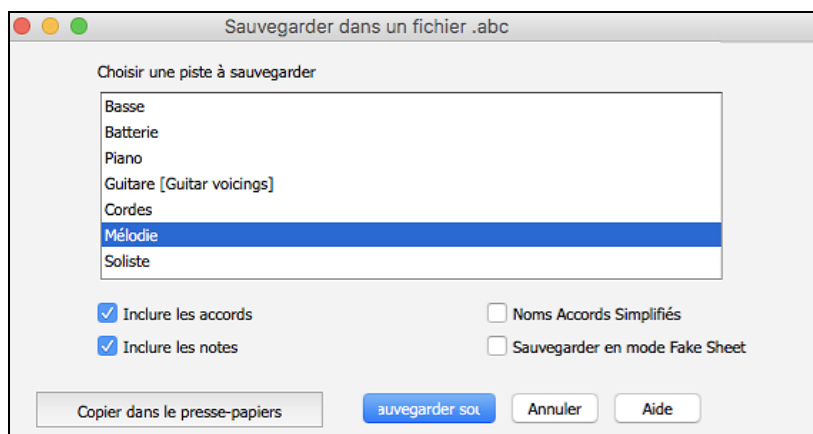 Sauvegarder dans un fichier .abc
Choisir une piste à sauvegarder
Basse
Batterie
Piano
Guitare [Guitar voicings]
Cordes
Mélodie
Soliste
Inclure les accords
Noms Accords Simplifiés
Inclure les notes
Sauvegarder en mode Fake Sheet
Copier dans le presse-papiers
auvegarder sou
Annuler
Aide